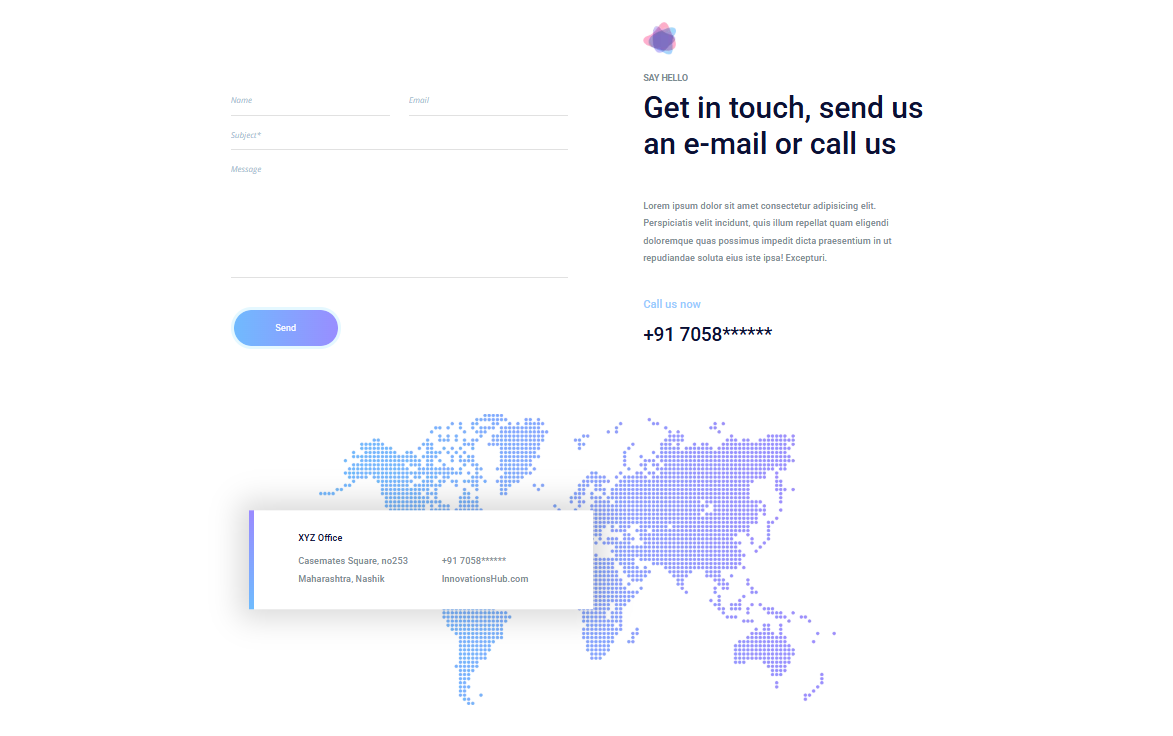 Name
Email
Subject*
Message
Send
SAY HELLO
Get in touch, send us
an e-mail or call us
Lorem ipsum dolor sit amet consectetur adipisicing elit.
Perspiciatis velit incidunt, quis illum repellat quam eligendi
doloremque quas possimus impedit dicta praesentium in ut
repudiandae soluta eius iste ipsa! Excepturi.
Call us now
+91 7058******
XYZ Office
Casemates Square, no253
Maharashtra, Nashik
+91 7058******
InnovationsHub.com